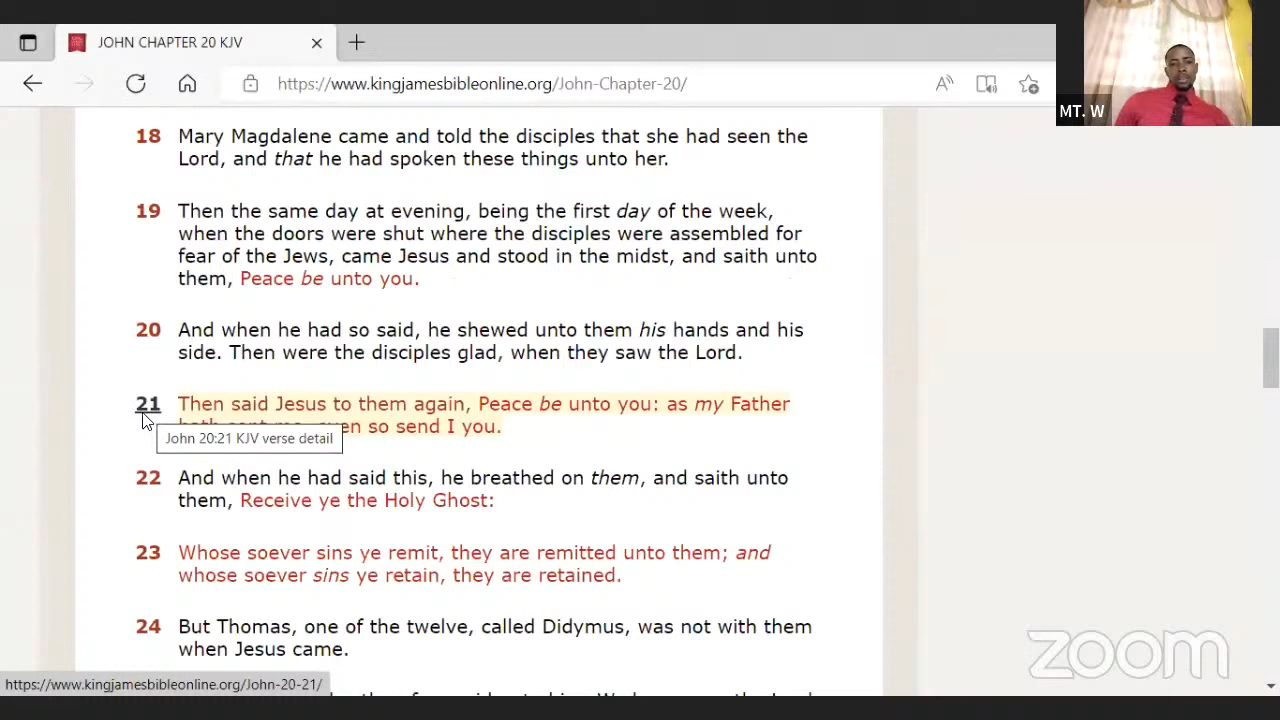 JOHN CHAPTER 20 KJV
https://www.kingjamesbibleonline.org/John-Chapter-20/
MT. W
18 Mary Magdalene came and told the disciples that she had seen the
Lord, and that he had spoken these things unto her.
19 Then the same day at evening, being the first day of the week,
when the doors were shut where the disciples were assembled for
fear of the Jews, came Jesus and stood in the midst, and saith unto
them, Peace be unto you.
20 And when he had so said, he shewed unto them his hands and his
side. Then were the disciples glad, when they saw the Lord.
21 Then said Jesus to them again, Peace be unto you: as my Father
so send I you.
John 20:21 KJV verse detail
22 And when he had said this, he breathed on them, and saith unto
them, Receive ye the Holy Ghost:
23 Whose soever sins ye remit, they are remitted unto them; and
whose soever sins ye retain, they are retained.
24 But Thomas, one of the twelve, called Didymus, was not with them
when Jesus came.
zoom
https://www.kingjamesbibleonline.org/John-20-21/